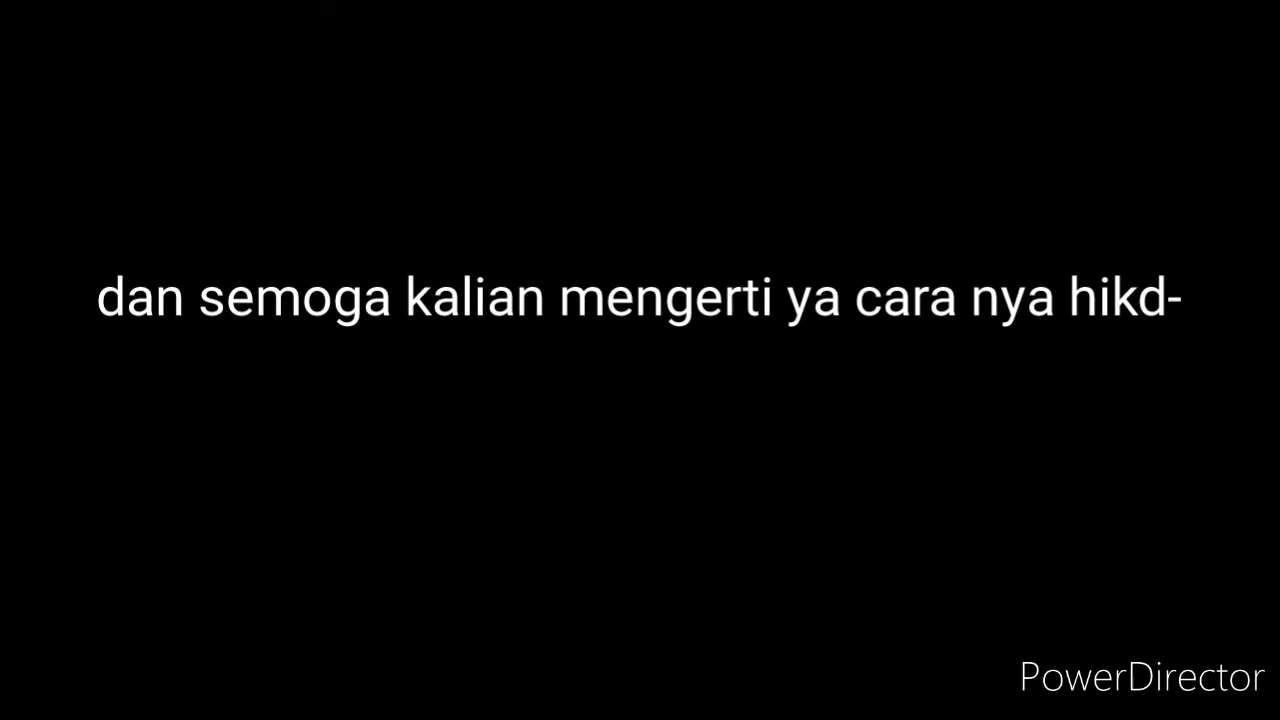 dan semoga kalian mengerti ya cara nya hikd-
PowerDirector